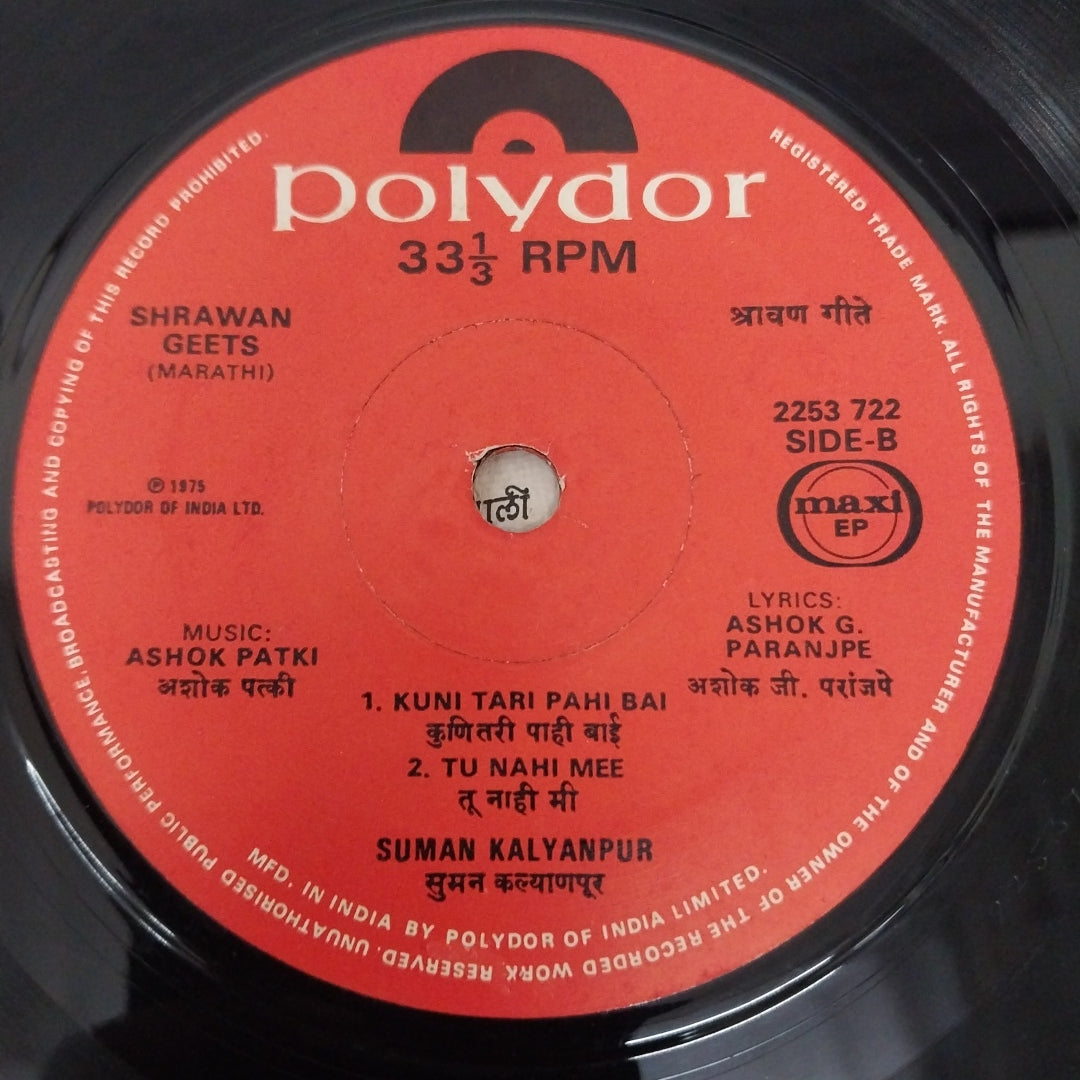 polydor
33⅓ RPM
SHRAWAN
GEETS
(MARATHI)
श्रावण गीते
2253 722
SIDE-B
maxi
EP
℗ 1975
POLYDOR OF INDIA LTD.
MUSIC:
ASHOK PATKI
अशोक पत्की
LYRICS:
ASHOK G.
PARANJPE
अशोक जी. परांजपे
1. KUNI TARI PAHI BAI
कुणि तरी पाही बाई
2. TU NAHI MEE
तू नाही मी
SUMAN KALYANPUR
सुमन कल्याणपूर
MFD. IN INDIA BY POLYDOR OF INDIA LIMITED.
REGISTERED TRADE MARK. ALL RIGHTS OF THE MANUFACTURER AND OF THE OWNER OF THE RECORDED WORK RESERVED. UNAUTHORISED PUBLIC PERFORMANCE, BROADCASTING AND COPYING OF THIS RECORD PROHIBITED.